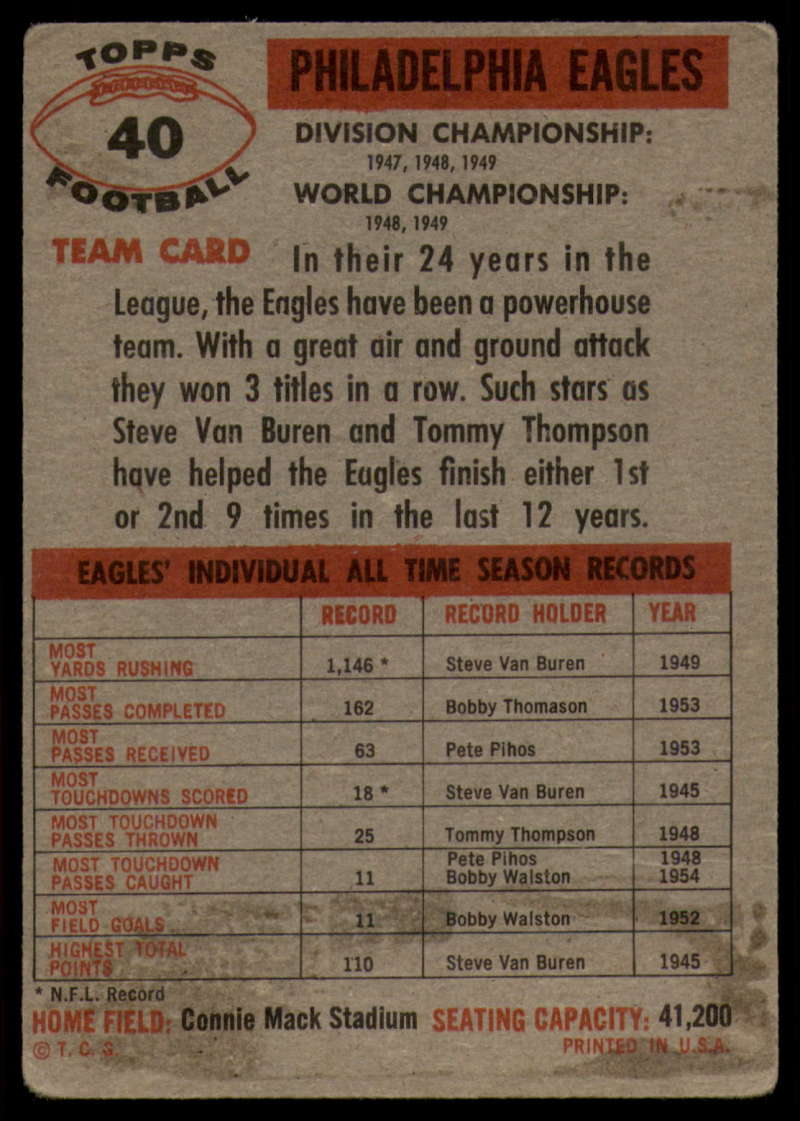 TOPPS
40
FOOTBALL
PHILADELPHIA EAGLES
DIVISION CHAMPIONSHIP:
1947, 1948, 1949
WORLD CHAMPIONSHIP:
1948, 1949
TEAM CARD
In their 24 years in the
League, the Eagles have been a powerhouse
team. With a great air and ground attack
they won 3 titles in a row. Such stars as
Steve Van Buren and Tommy Thompson
have helped the Eagles finish either 1st
or 2nd 9 times in the last 12 years.
EAGLES' INDIVIDUAL ALL TIME SEASON RECORDS
RECORD RECORD HOLDER YEAR
MOST
YARDS RUSHING 1,146 * Steve Van Buren 1949
MOST
PASSES COMPLETED 162 Bobby Thomason 1953
MOST
PASSES RECEIVED 63 Pete Pihos 1953
MOST
TOUCHDOWNS SCORED 18 * Steve Van Buren 1945
MOST TOUCHDOWN
PASSES THROWN 25 Tommy Thompson 1948
MOST TOUCHDOWN Pete Pihos 1948
PASSES CAUGHT 11 Bobby Walston 1954
MOST
FIELD GOALS 11 Bobby Walston 1952
HIGHEST TOTAL
POINTS 110 Steve Van Buren 1945
* N.F.L. Record
HOME FIELD: Connie Mack Stadium SEATING CAPACITY: 41,200
© T. C. G. PRINTED IN U.S.A.